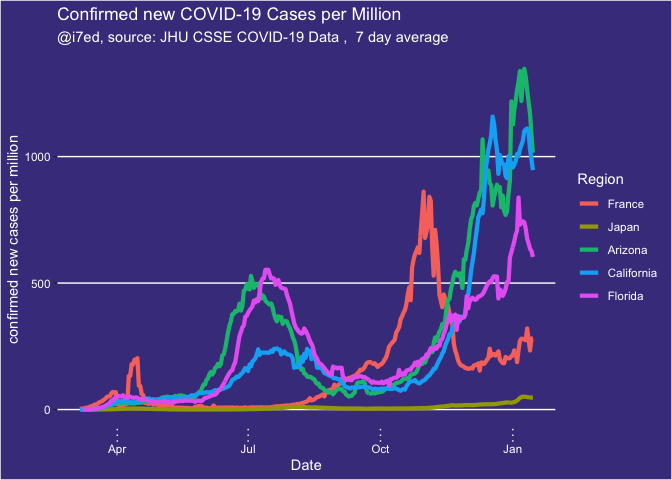 Confirmed new COVID-19 Cases per Million
@i7ed, source: JHU CSSE COVID-19 Data ,  7 day average
confirmed new cases per million
1000
500
0
Apr
Jul
Oct
Jan
Date
Region
France
Japan
Arizona
California
Florida